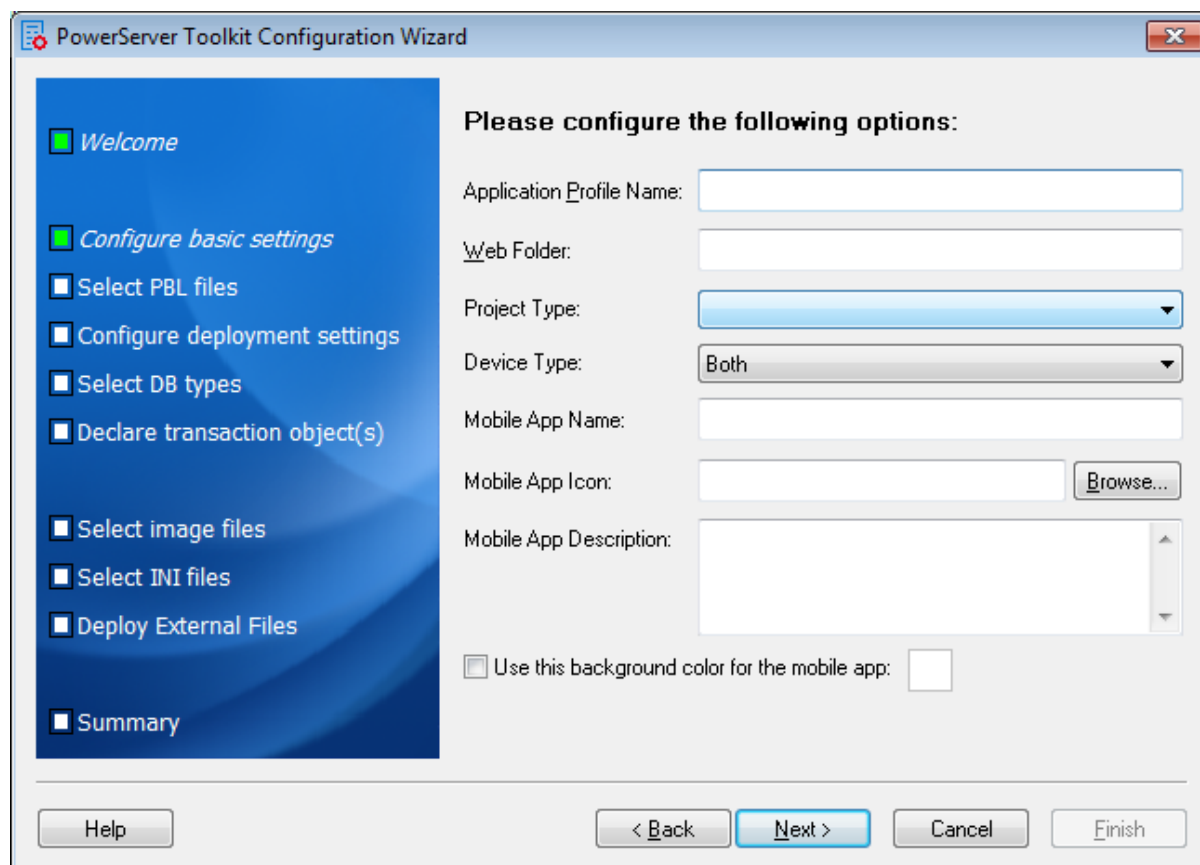 PowerServer Toolkit Configuration Wizard
Welcome
Configure basic settings
Select PBL files
Configure deployment settings
Select DB types
Declare transaction object(s)
Select image files
Select INI files
Deploy External Files
Summary
Please configure the following options:
Application Profile Name:
Web Folder:
Project Type:
Device Type: Both
Mobile App Name:
Mobile App Icon: Browse...
Mobile App Description:
Use this background color for the mobile app:
Help < Back Next > Cancel Finish